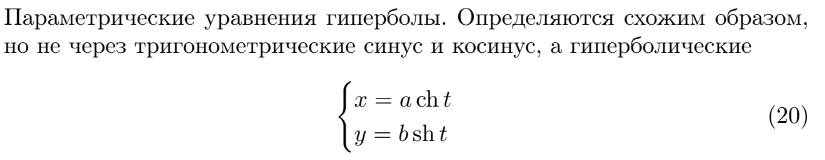 Параметрические уравнения гиперболы. Определяются схожим образом,
но не через тригонометрические синус и косинус, а гиперболические
x = a ch t
y = b sh t
(20)